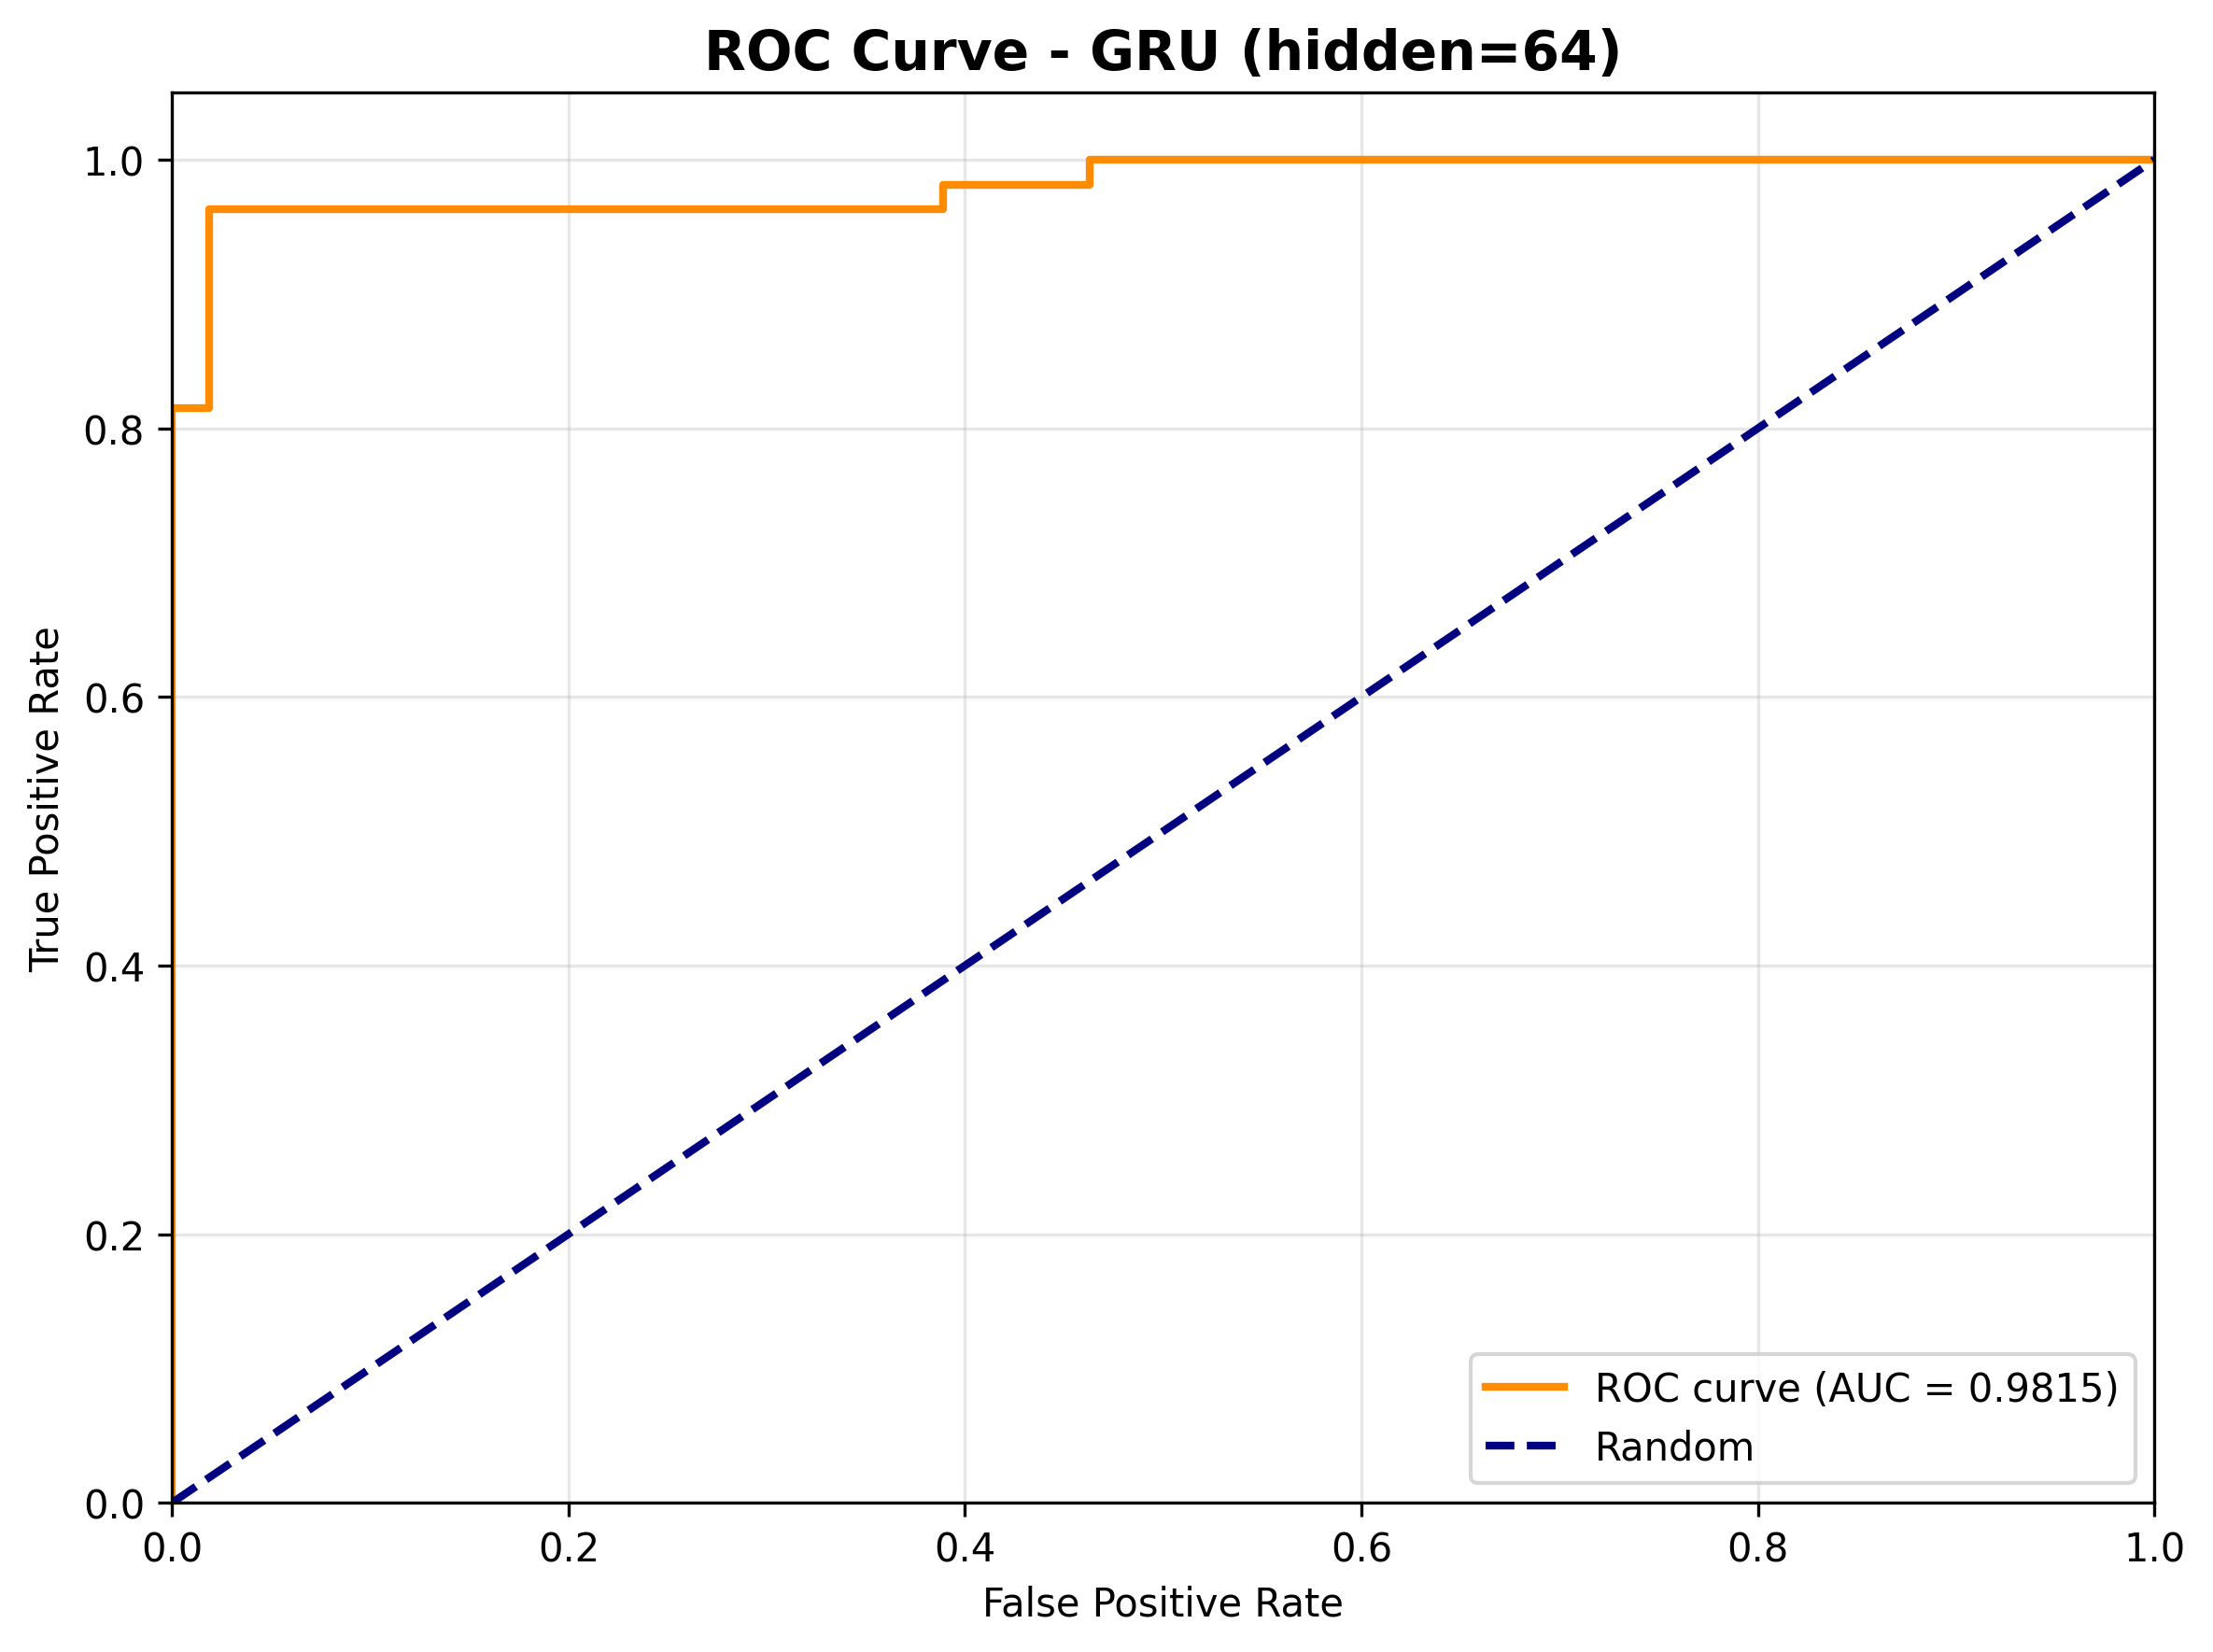 ROC Curve - GRU (hidden=64)
True Positive Rate
1.0
0.8
0.6
0.4
0.2
0.0
0.0 0.2 0.4 0.6 0.8 1.0
False Positive Rate
ROC curve (AUC = 0.9815)
Random